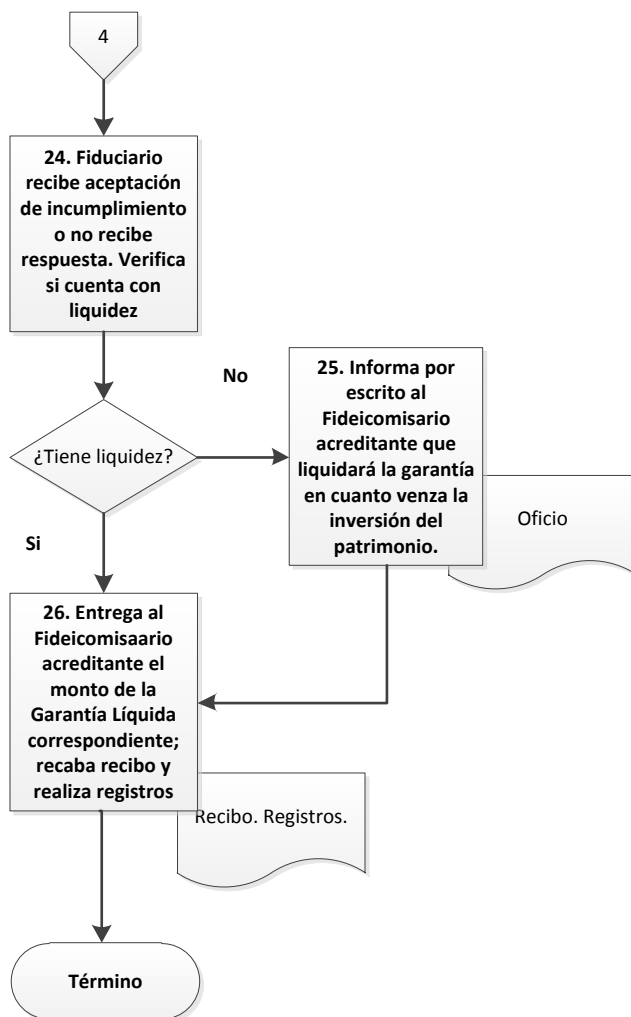 4
24. Fiduciario
recibe aceptación
de incumplimiento
o no recibe
respuesta. Verifica
si cuenta con
liquidez
No
25. Informa por
escrito al
Fideicomisario
acreditante que
liquidará la garantía
en cuanto venza la
inversión del
patrimonio.
¿Tiene liquidez?
Oficio
Si
26. Entrega al
Fideicomisaario
acreditante el
monto de la
Garantía Líquida
correspondiente;
recaba recibo y
realiza registros
Recibo. Registros.
Término